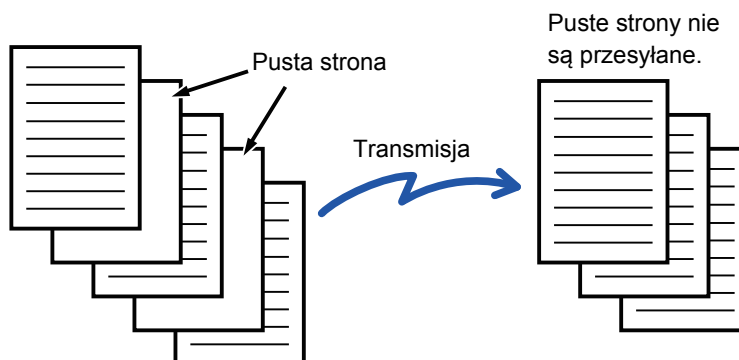 Pusta strona
Transmisja
Puste strony nie
są przesyłane.